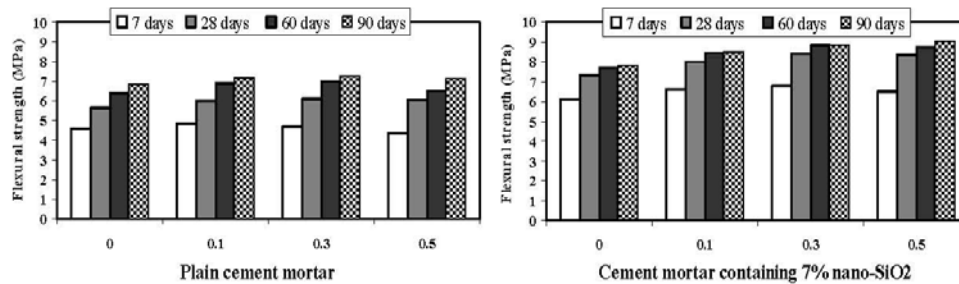 7 days 28 days 60 days 90 days
Flexural strength (MPa)
10
9
8
7
6
5
4
3
2
1
0
0 0.1 0.3 0.5
Plain cement mortar
7 days 28 days 60 days 90 days
Flexural strength (MPa)
10
9
8
7
6
5
4
3
2
1
0
0 0.1 0.3 0.5
Cement mortar containing 7% nano-SiO2